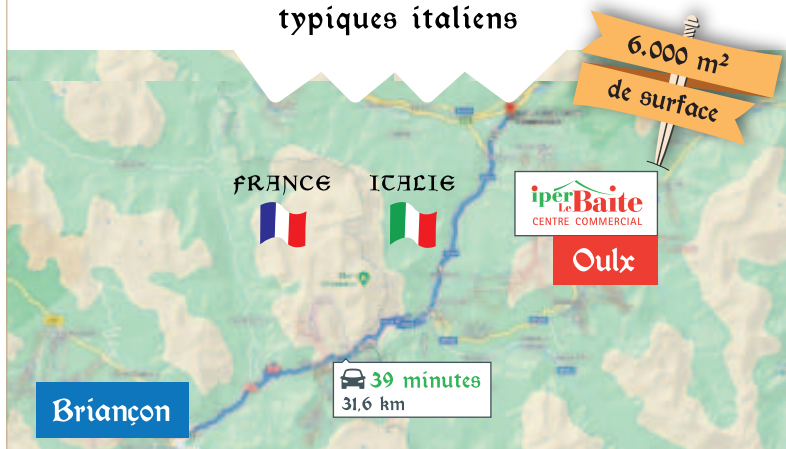 typiques italiens
6.000 m²
de surface
FRANCE
ITALIE
iper
Le Baite
CENTRE COMMERCIAL
Oulx
39 minutes
31,6 km
Briançon